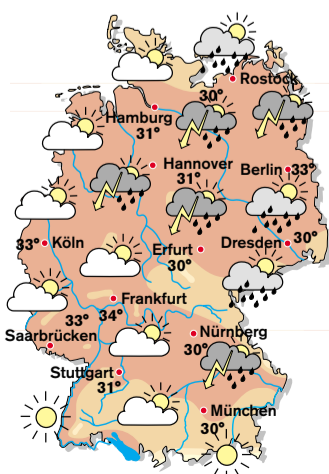 Rostock
30°
Hamburg
31°
Hannover
31°
Berlin 33°
33° Köln
Dresden 30°
Erfurt
30°
Frankfurt
34°
33°
Saarbrücken
Nürnberg
30°
Stuttgart
31°
München
30°